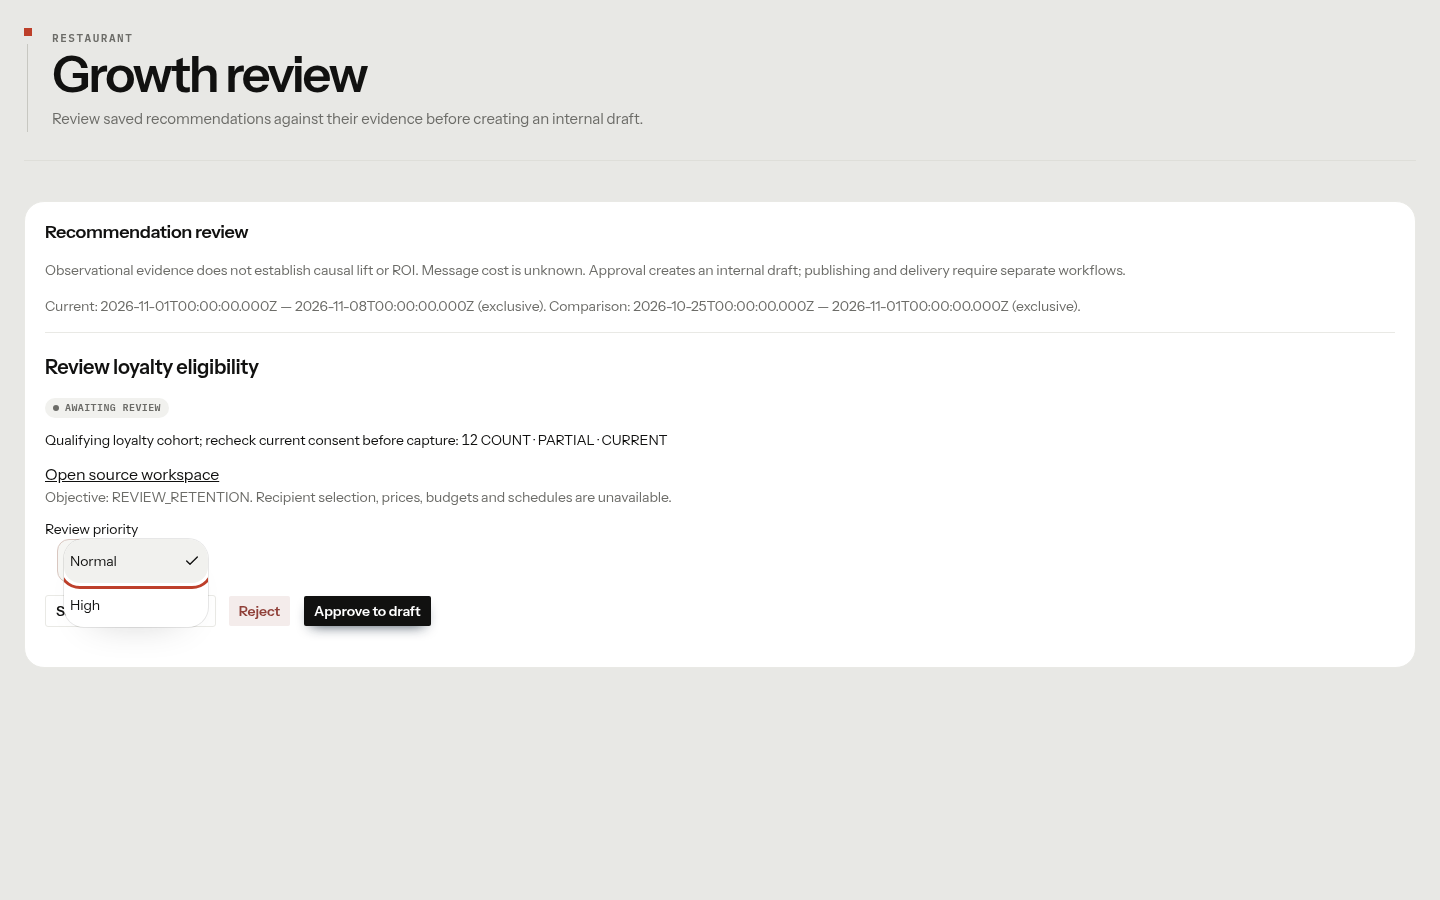 RESTAURANT
Growth review
Review saved recommendations against their evidence before creating an internal draft.
Recommendation review
Observational evidence does not establish causal lift or ROI. Message cost is unknown. Approval creates an internal draft; publishing and delivery require separate workflows.
Current: 2026-11-01T00:00:00.000Z — 2026-11-08T00:00:00.000Z (exclusive). Comparison: 2026-10-25T00:00:00.000Z — 2026-11-01T00:00:00.000Z (exclusive).
Review loyalty eligibility
AWAITING REVIEW
Qualifying loyalty cohort; recheck current consent before capture: 12 COUNT · PARTIAL · CURRENT
Open source workspace
Objective: REVIEW_RETENTION. Recipient selection, prices, budgets and schedules are unavailable.
Review priority
Normal
High
Reject
Approve to draft